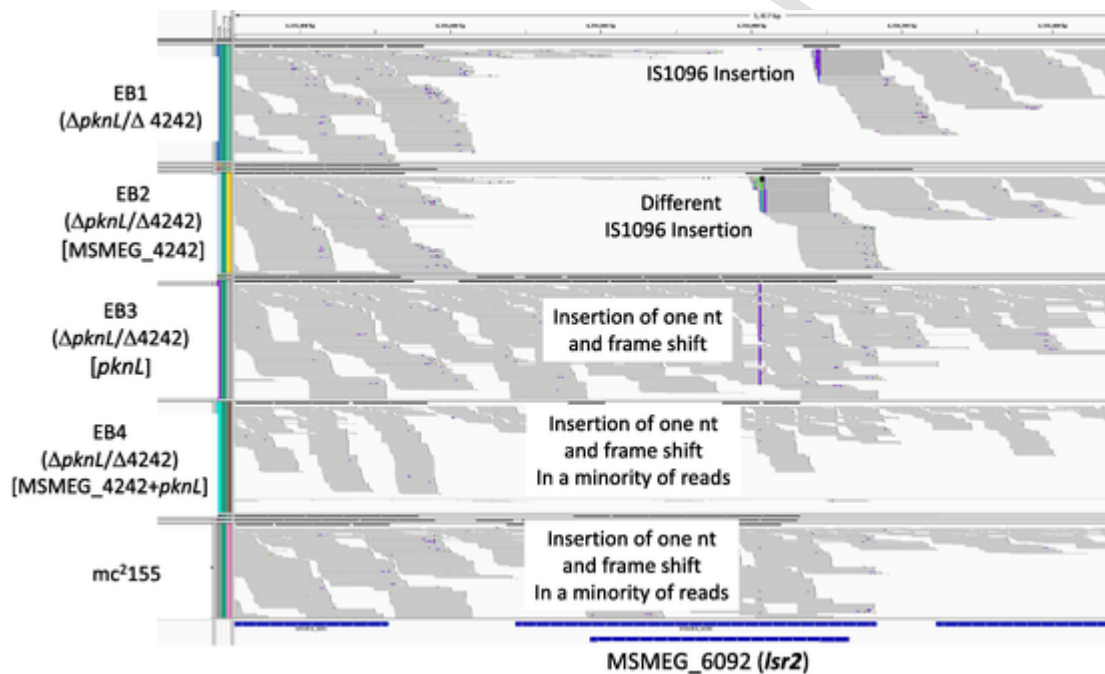 IS1096 Insertion
EB1
(ΔpknL/Δ 4242)
Different
IS1096 Insertion
EB2
(ΔpknL/Δ4242)
[MSMEG_4242]
Insertion of one nt
and frame shift
EB3
(ΔpknL/Δ4242)
[pknL]
Insertion of one nt
and frame shift
In a minority of reads
EB4
(ΔpknL/Δ4242)
[MSMEG_4242+pknL]
Insertion of one nt
and frame shift
In a minority of reads
mc²155
MSMEG_6092 (lsr2)